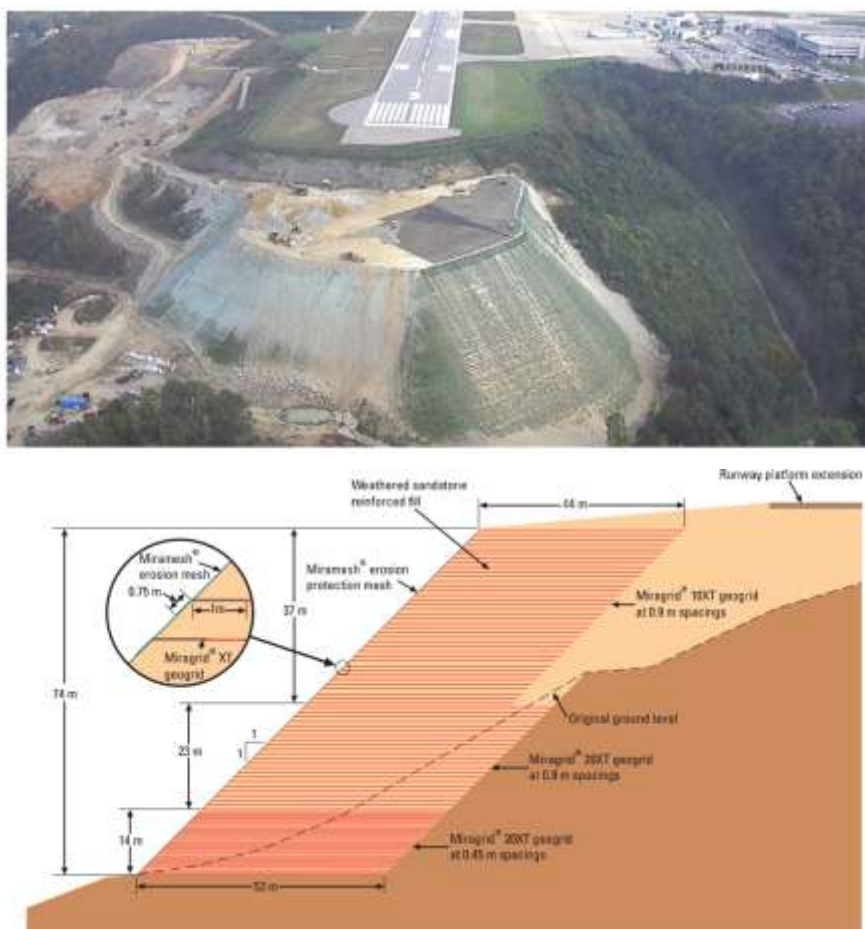 Runway platform extension
Weathered sandstone
reinforced fill
44 m
Miramesh®
erosion mesh
0.75 m
1m
Miragrid® XT
geogrid
Miramesh® erosion
protection mesh
37 m
Miragrid® 10XT geogrid
at 0.9 m spacings
74 m
Original ground level
1
1
23 m
Miragrid® 20XT geogrid
at 0.9 m spacings
14 m
Miragrid® 20XT geogrid
at 0.45 m spacings